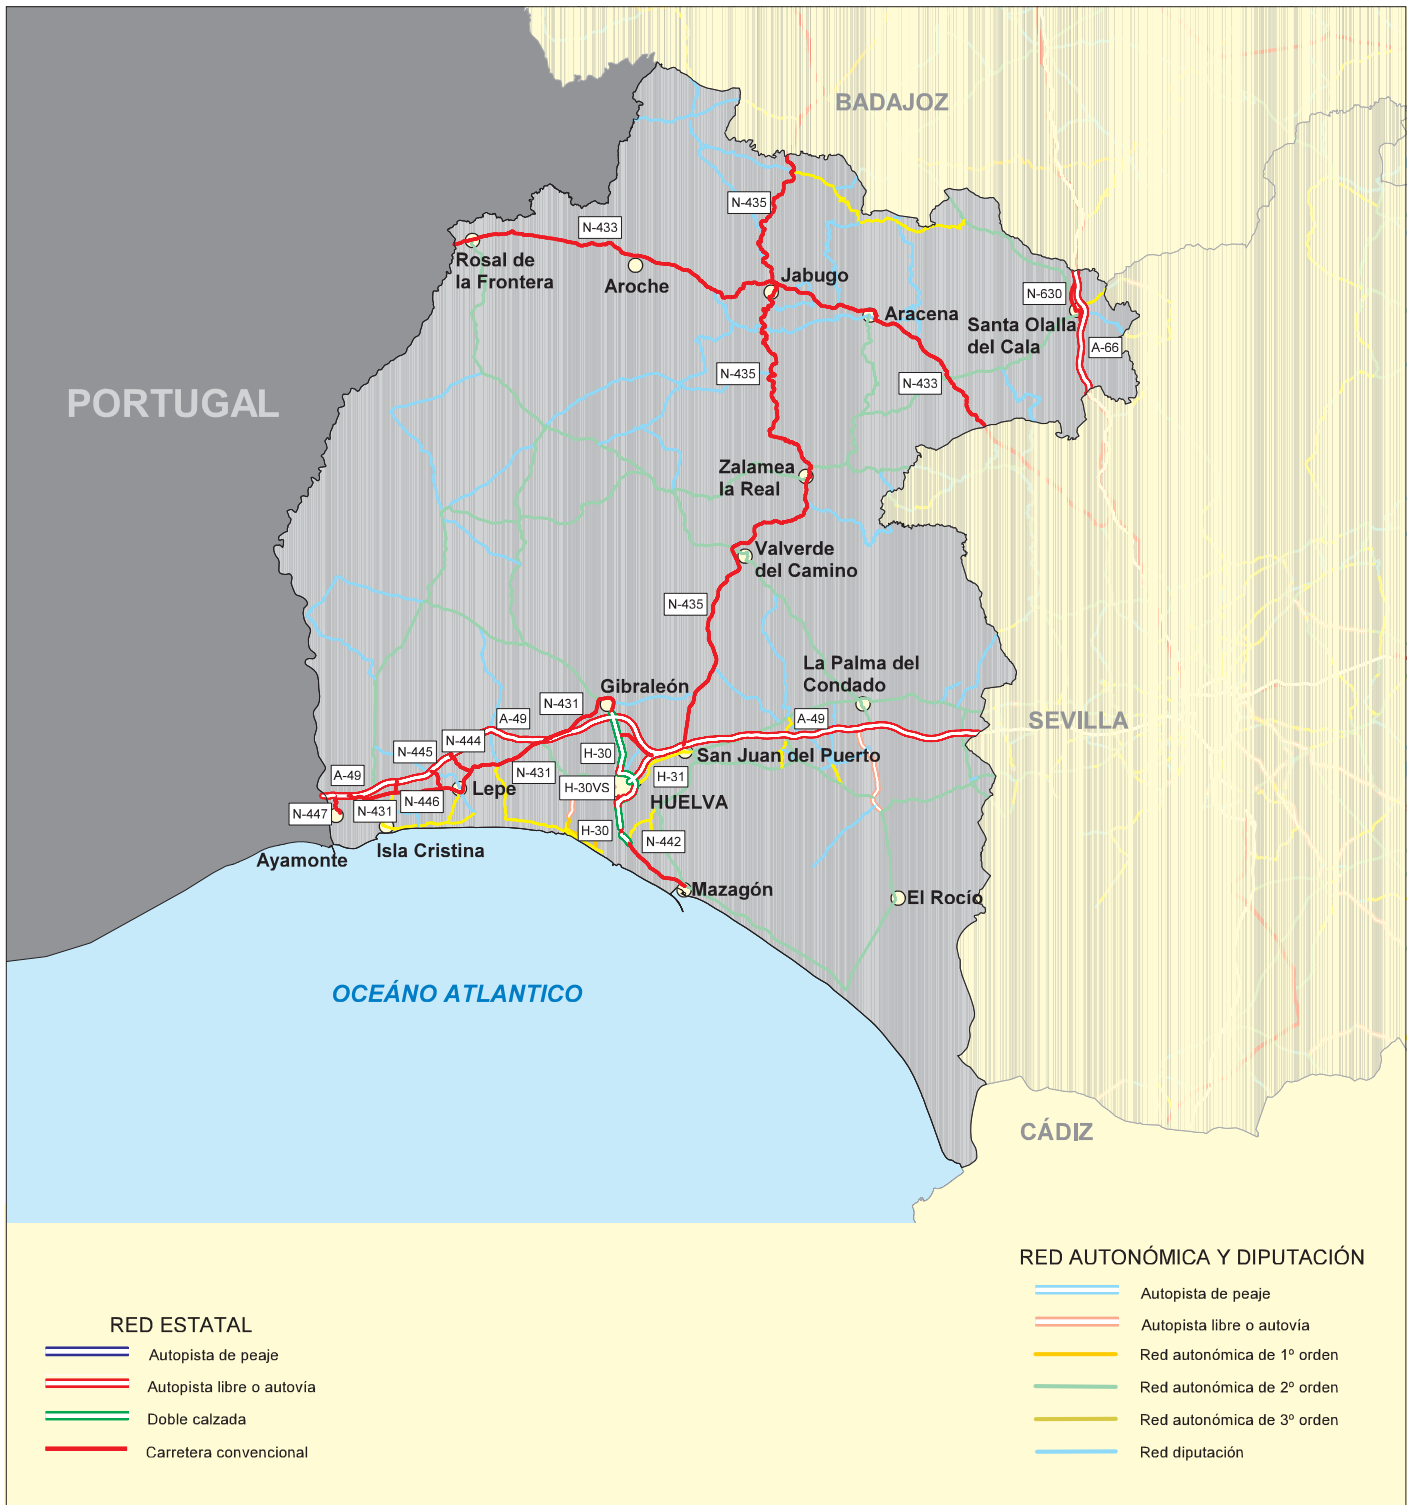 BADAJOZ
N-435
N-433
Rosal de
la Frontera
Aroche
Jabugo
N-630
Aracena
Santa Olalla
del Cala
A-66
N-435
N-433
PORTUGAL
Zalamea
la Real
Valverde
del Camino
N-435
La Palma del
Condado
Gibraleón
N-431
A-49
A-49
SEVILLA
N-444
N-445
H-30
San Juan del Puerto
N-431
A-49
H-31
Lepe
H-30VS
N-446
HUELVA
N-447
N-431
H-30
N-442
Isla Cristina
Ayamonte
Mazagón
El Rocío
OCEÁNO ATLANTICO
CÁDIZ
RED ESTATAL
Autopista de peaje
Autopista libre o autovía
Doble calzada
Carretera convencional
RED AUTONÓMICA Y DIPUTACIÓN
Autopista de peaje
Autopista libre o autovía
Red autonómica de 1º orden
Red autonómica de 2º orden
Red autonómica de 3º orden
Red diputación